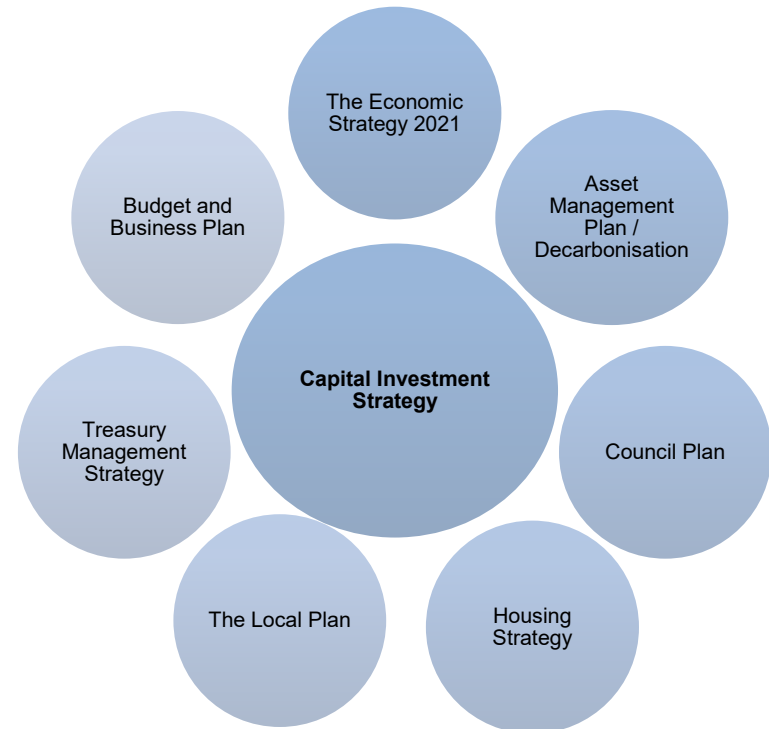 The Economic
Strategy 2021
Asset
Management
Plan /
Decarbonisation
Council Plan
Housing
Strategy
The Local Plan
Treasury
Management
Strategy
Budget and
Business Plan
Capital Investment
Strategy